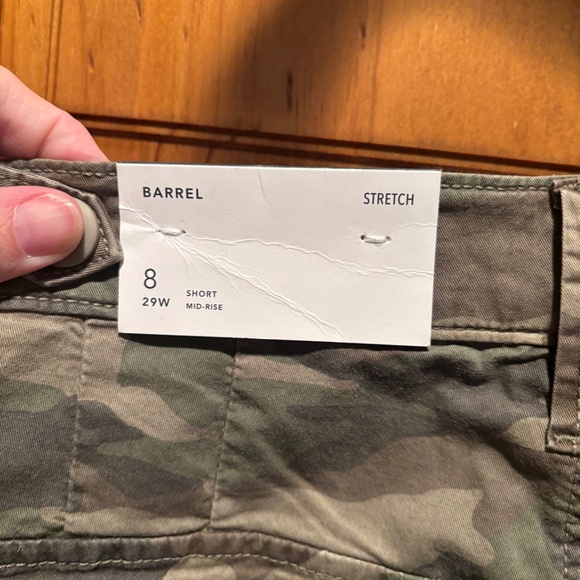 BARREL STRETCH
8 SHORT
29W MID-RISE